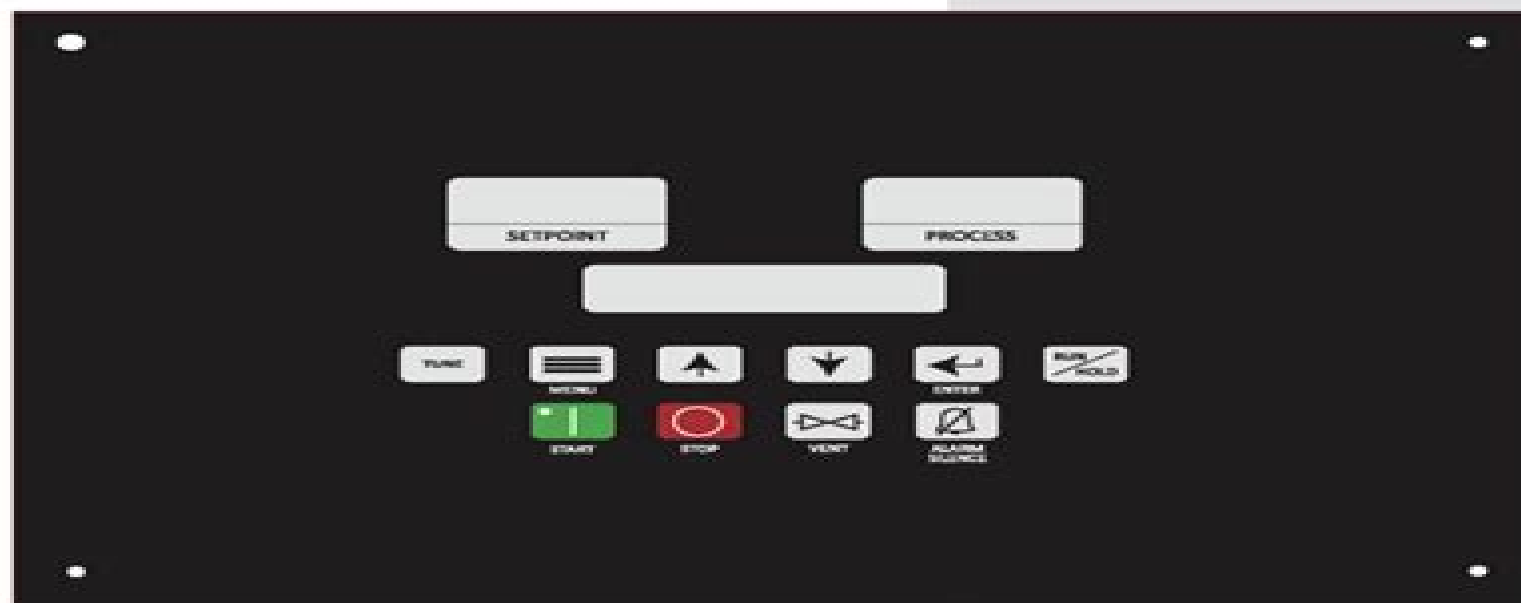 SETPOINT
PROCESS
TUNE
RUN
HOLD
MENU
ENTER
START
STOP
VENT
ALARM
SILENCE